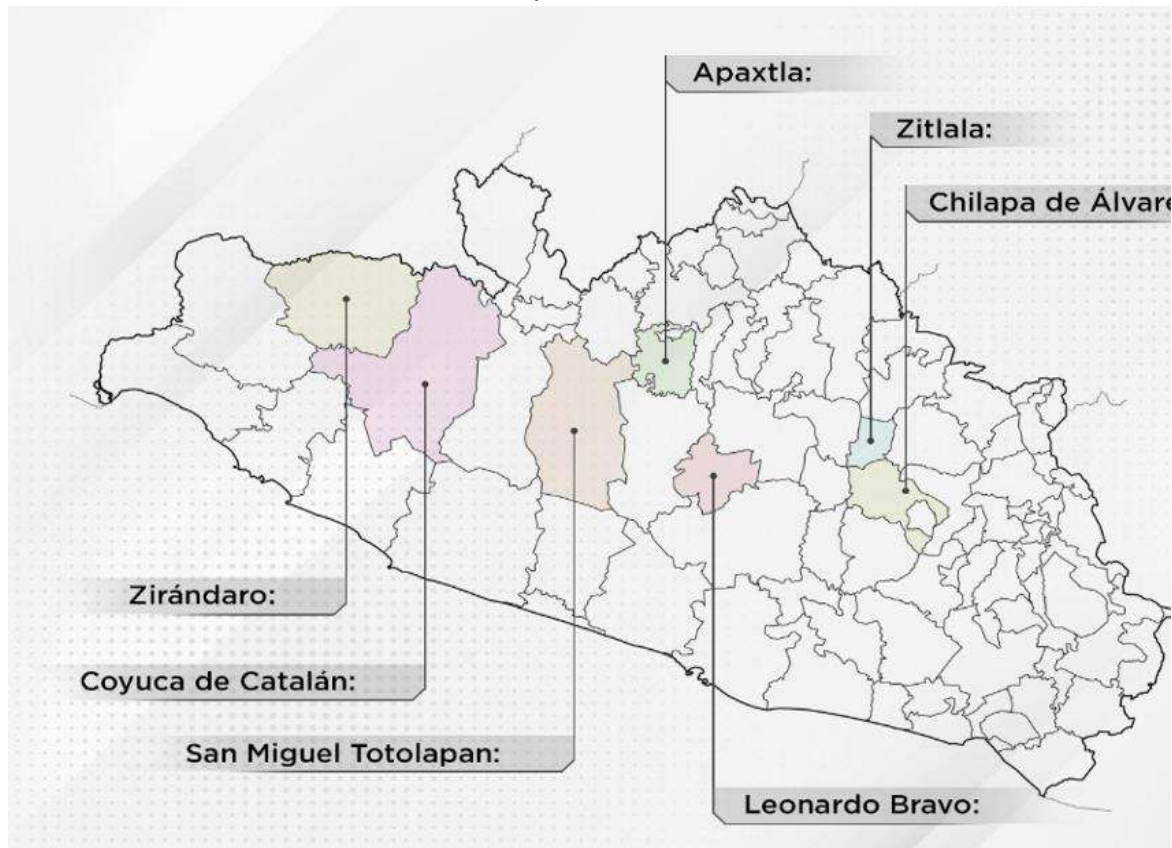 Apaxtla:
Zitlala:
Chilapa de Álvare
Zirándaro:
Coyuca de Catalán:
San Miguel Totolapan:
Leonardo Bravo: